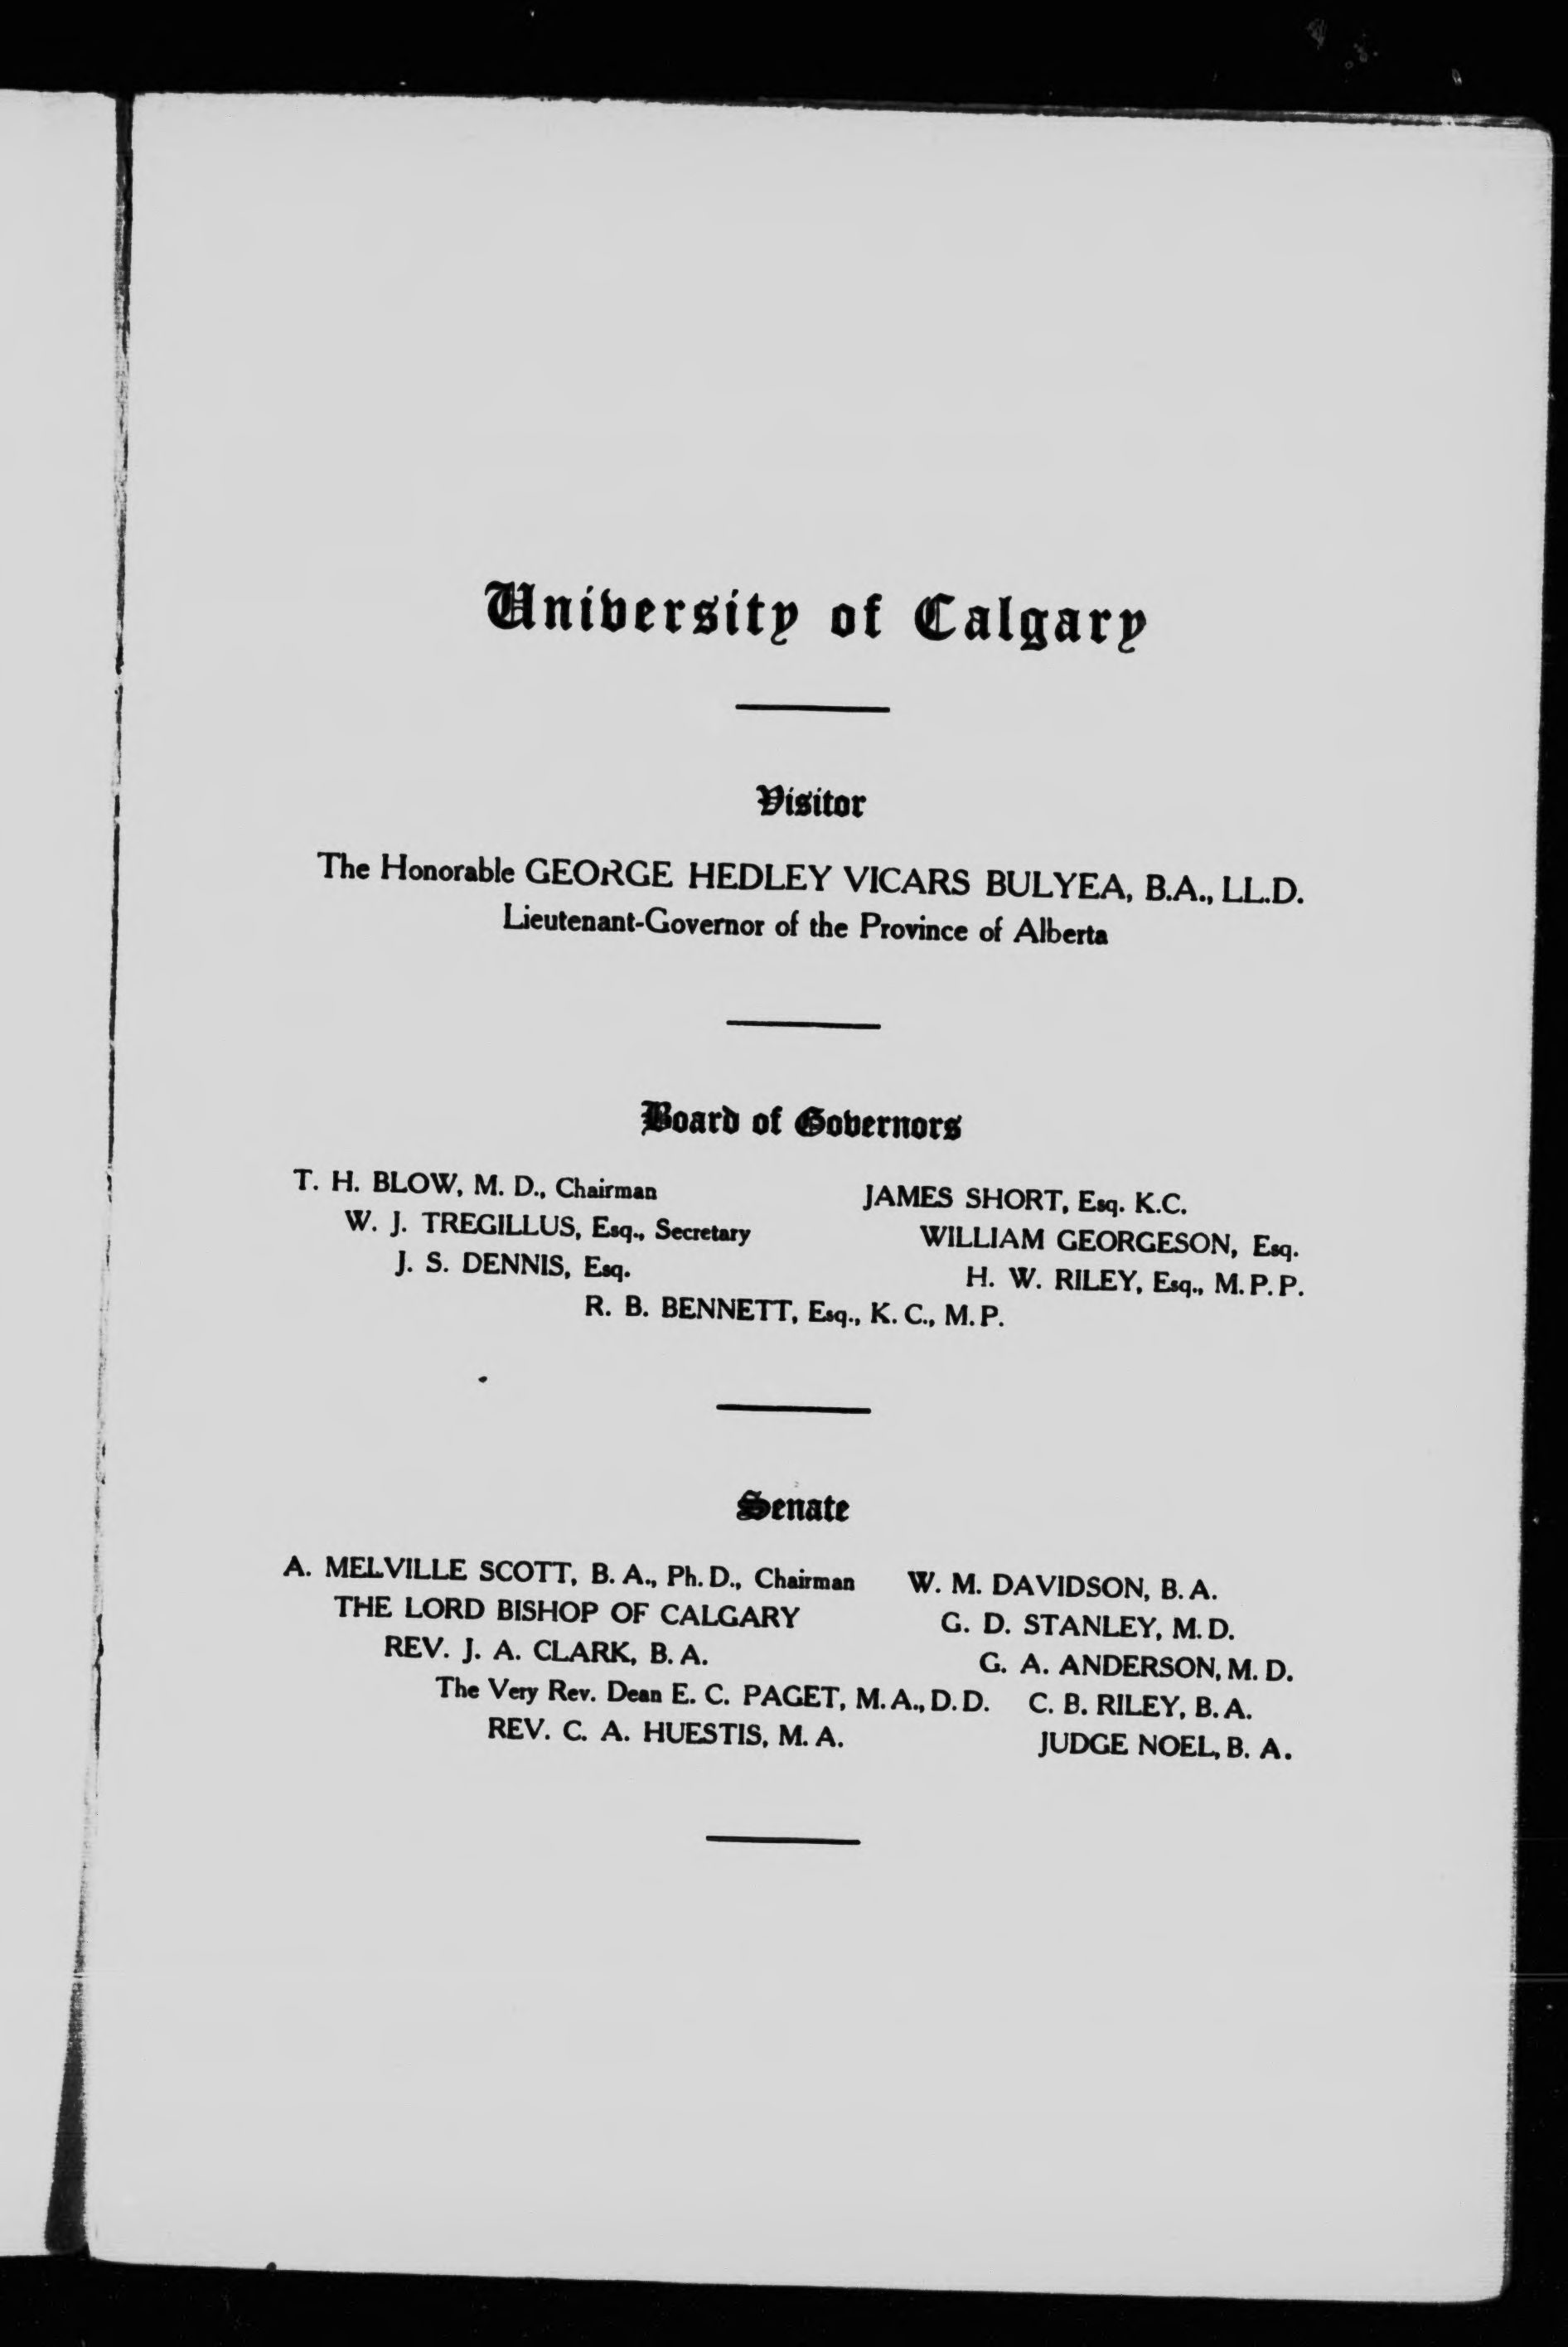 University of Calgary
Visitor
The Honorable GEORGE HEDLEY VICARS BULYEA, B.A., LL.D.
Lieutenant-Governor of the Province of Alberta
Board of Governors
T. H. BLOW, M. D., Chairman JAMES SHORT, Esq. K.C.
W. J. TREGILLUS, Esq., Secretary WILLIAM GEORGESON, Esq.
J. S. DENNIS, Esq. H. W. RILEY, Esq., M. P. P.
R. B. BENNETT, Esq., K. C., M. P.
Senate
A. MELVILLE SCOTT, B. A., Ph. D., Chairman W. M. DAVIDSON, B. A.
THE LORD BISHOP OF CALGARY G. D. STANLEY, M. D.
REV. J. A. CLARK, B. A. G. A. ANDERSON, M. D.
The Very Rev. Dean E. C. PAGET, M. A., D. D. C. B. RILEY, B. A.
REV. C. A. HUESTIS, M. A. JUDGE NOEL, B. A.